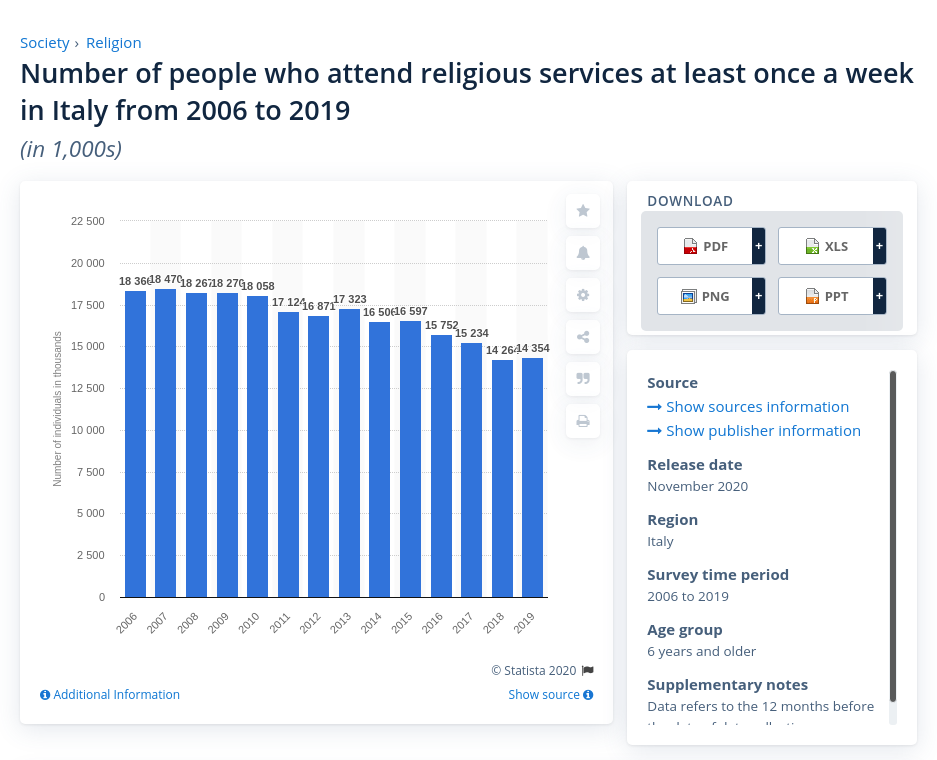 Society › Religion
Number of people who attend religious services at least once a week
in Italy from 2006 to 2019
(in 1,000s)
Number of individuals in thousands
22 500
20 000
17 500
15 000
12 500
10 000
7 500
5 000
2 500
0
18 366 18 470 18 267 18 270 18 058 17 124 16 871 17 323 16 506 16 597 15 752 15 234 14 264 14 354
2006 2007 2008 2009 2010 2011 2012 2013 2014 2015 2016 2017 2018 2019
© Statista 2020
Additional Information
Show source
DOWNLOAD
PDF + XLS +
PNG + PPT +
Source
Show sources information
Show publisher information
Release date
November 2020
Region
Italy
Survey time period
2006 to 2019
Age group
6 years and older
Supplementary notes
Data refers to the 12 months before